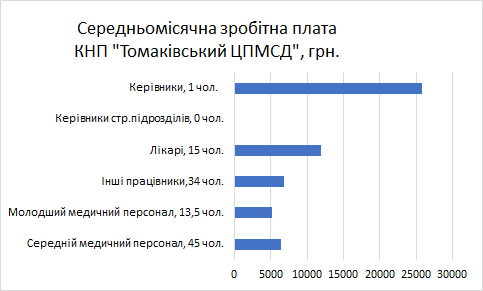 Середньомісячна зробітна плата
КНП "Томаківський ЦПМСД", грн.
Керівники, 1 чол.
Керівники стр.підрозділів, 0 чол.
Лікарі, 15 чол.
Інші працівники,34 чол.
Молодший медичний персонал, 13,5 чол.
Середній медичний персонал, 45 чол.
0 5000 10000 15000 20000 25000 30000